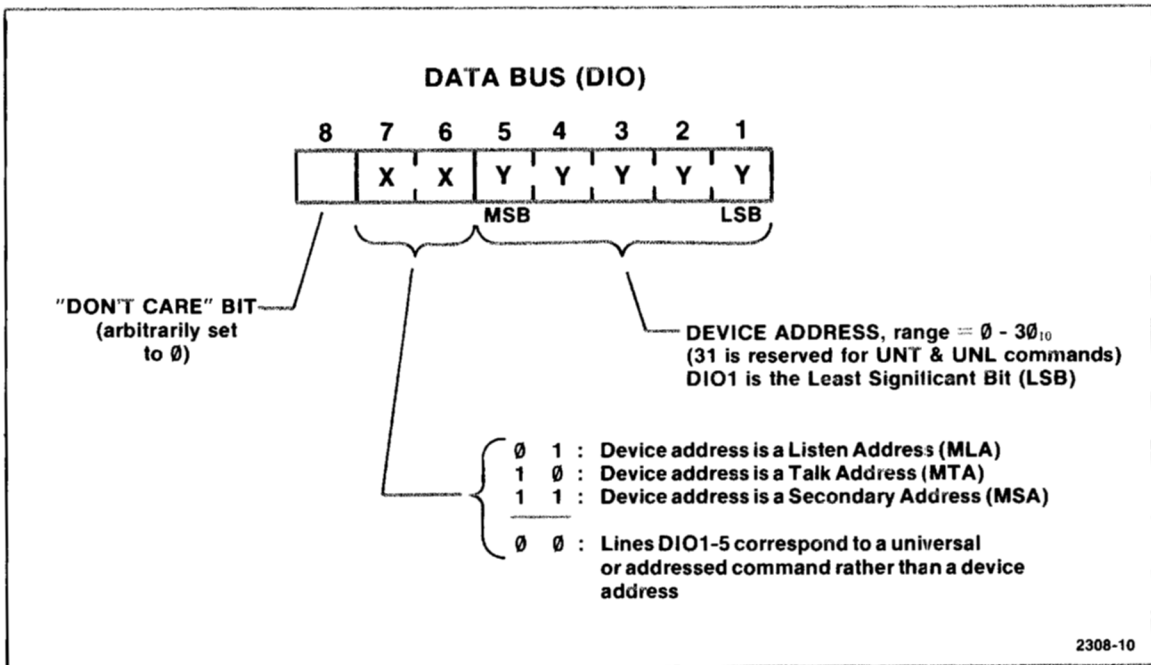 DATA BUS (DIO)
8 7 6 5 4 3 2 1
X X Y Y Y Y Y
MSB LSB
"DON'T CARE" BIT
(arbitrarily set
to Ø)
DEVICE ADDRESS, range = Ø - 3Ø₁₀
(31 is reserved for UNT & UNL commands)
DIO1 is the Least Significant Bit (LSB)
Ø 1 : Device address is a Listen Address (MLA)
1 Ø : Device address is a Talk Address (MTA)
1 1 : Device address is a Secondary Address (MSA)
Ø Ø : Lines DIO1-5 correspond to a universal
or addressed command rather than a device
address
2308-10